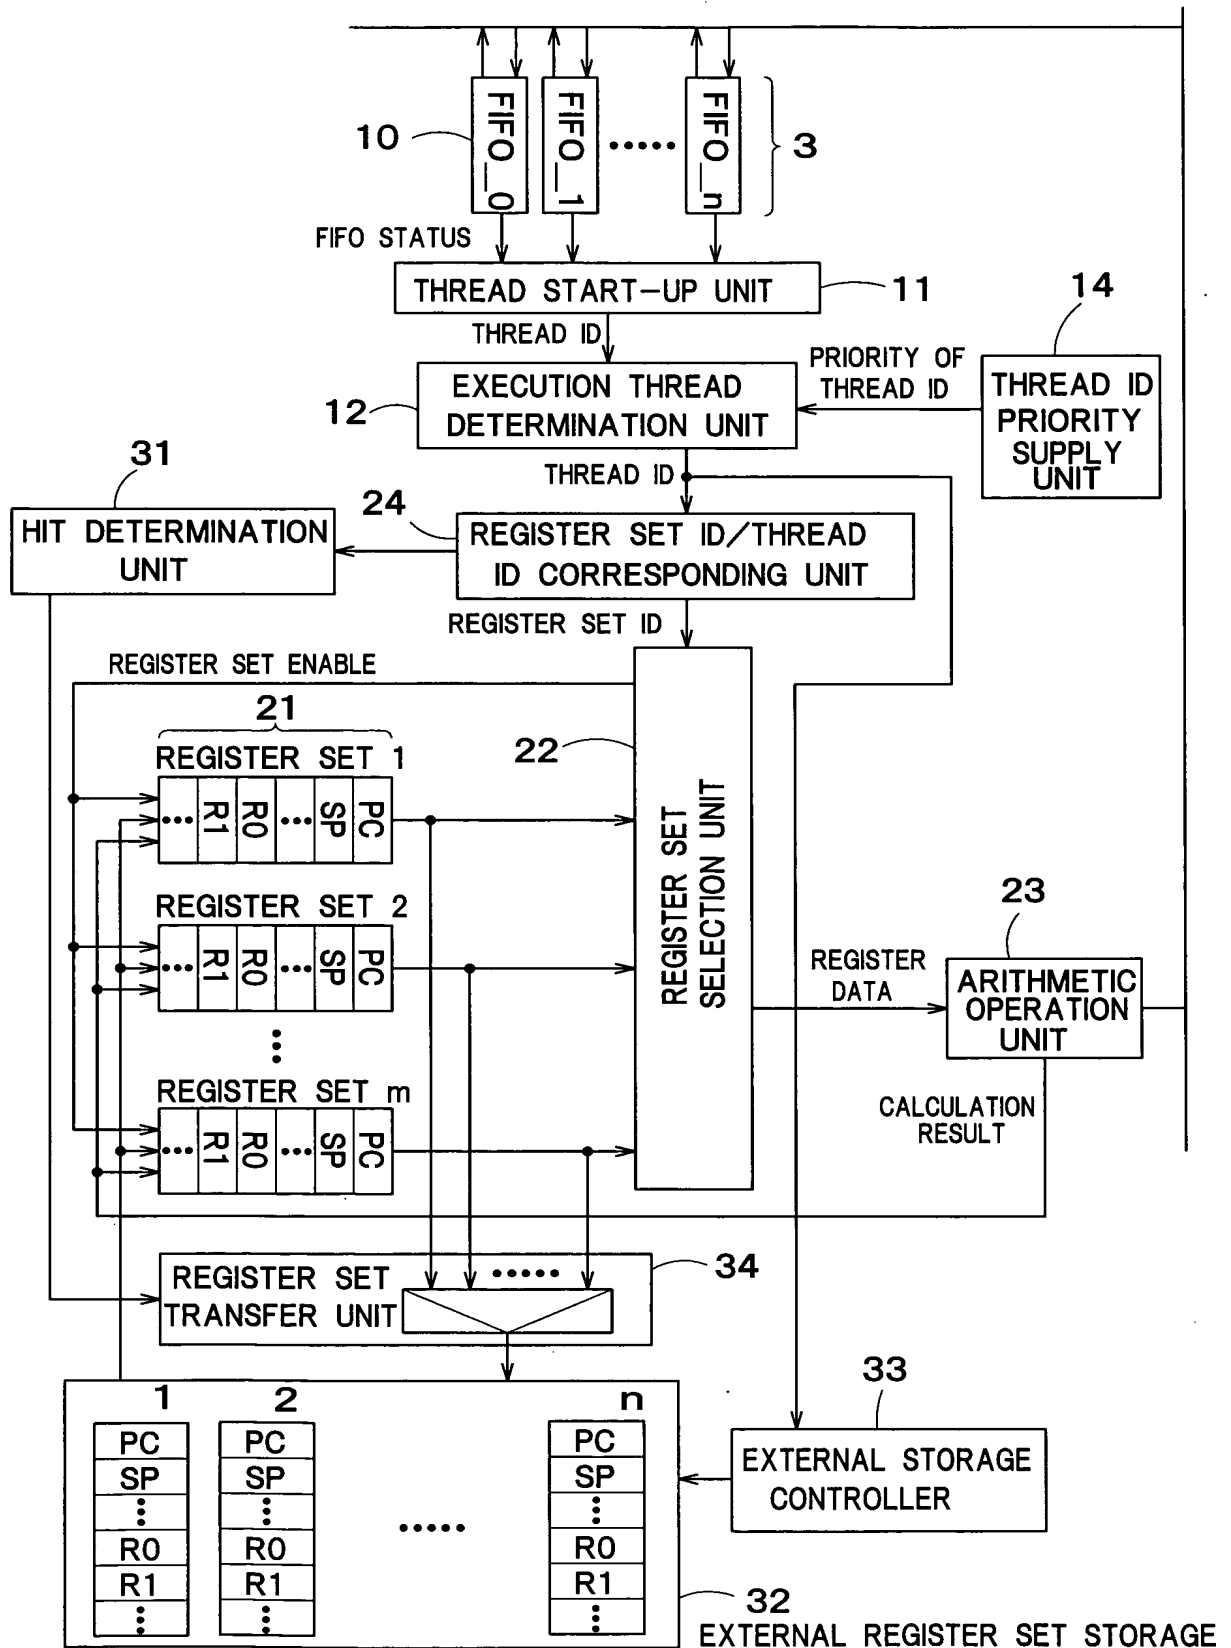 FIFO_0
FIFO_1
.....
FIFO_n
10
3
FIFO STATUS
THREAD START-UP UNIT
11
14
THREAD ID
PRIORITY OF
THREAD ID
THREAD ID
PRIORITY
SUPPLY
UNIT
12
EXECUTION THREAD
DETERMINATION UNIT
31
THREAD ID
24
HIT DETERMINATION
UNIT
REGISTER SET ID/THREAD
ID CORRESPONDING UNIT
REGISTER SET ID
REGISTER SET ENABLE
21
22
REGISTER SET 1
... R1 R0 ... SP PC
REGISTER SET
SELECTION UNIT
REGISTER SET 2
... R1 R0 ... SP PC
23
REGISTER
DATA
ARITHMETIC
OPERATION
UNIT
REGISTER SET m
... R1 R0 ... SP PC
CALCULATION
RESULT
34
REGISTER SET
TRANSFER UNIT
.....
33
1 2 n
PC PC PC
SP SP SP
... ... ...
.....
R0 R0 R0
R1 R1 R1
... ... ...
EXTERNAL STORAGE
CONTROLLER
32
EXTERNAL REGISTER SET STORAGE